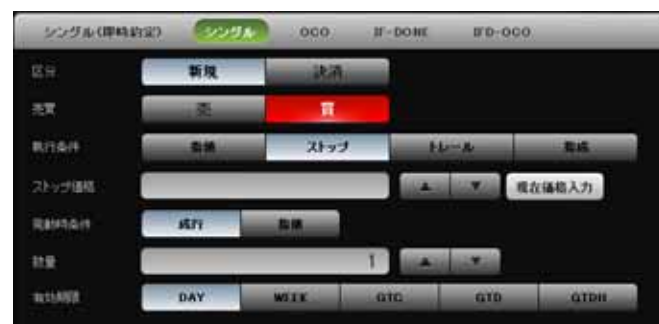 シングル(即時約定) シングル OCO IF-DONE IFD-OCO
区分 新規 決済
売買 売 買
執行条件 指値 ストップ トレール 指成
ストップ価格 ▲ ▼ 現在価格入力
発動時条件 成行 指値
数量 1 ▲ ▼
有効期限 DAY WEEK GTC GTD GTDH